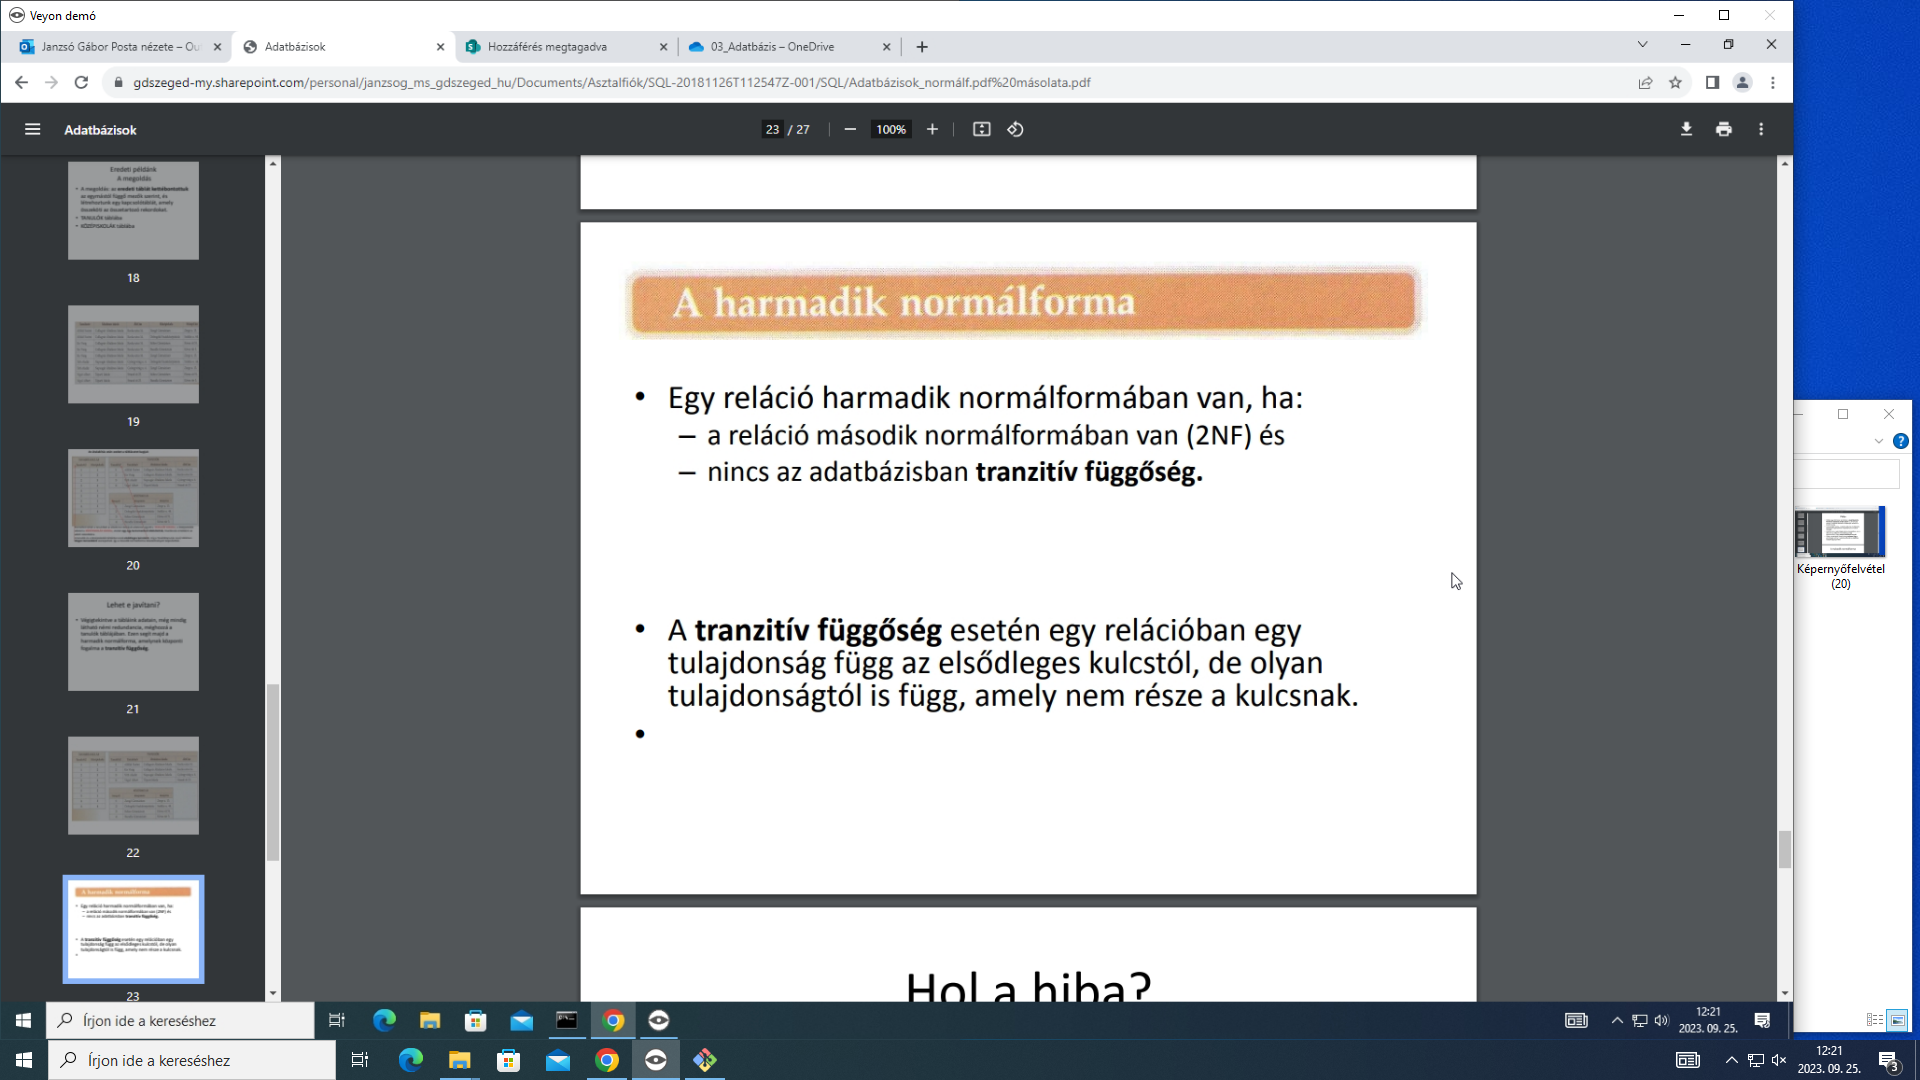 Veyon demó
Janzsó Gábor Posta nézete – Ou
Adatbázisok
Hozzáférés megtagadva
03_Adatbázis – OneDrive
gdszeged-my.sharepoint.com/personal/janzsog_ms_gdszeged_hu/Documents/Asztalfiók/SQL-20181126T112547Z-001/SQL/Adatbázisok_normálf.pdf%20másolata.pdf
Adatbázisok
23 / 27
100%
Eredeti példánk
A megoldás
18
19
20
Lehet e javítani?
21
22
23
A harmadik normálforma
• Egy reláció harmadik normálformában van, ha:
– a reláció második normálformában van (2NF) és
– nincs az adatbázisban tranzitív függőség.
• A tranzitív függőség esetén egy relációban egy
tulajdonság függ az elsődleges kulcstól, de olyan
tulajdonságtól is függ, amely nem része a kulcsnak.
•
Hol a hiba?
Képernyőfelvétel
(20)
Írjon ide a kereséshez
12:21
2023. 09. 25.
Írjon ide a kereséshez
12:21
2023. 09. 25.
3